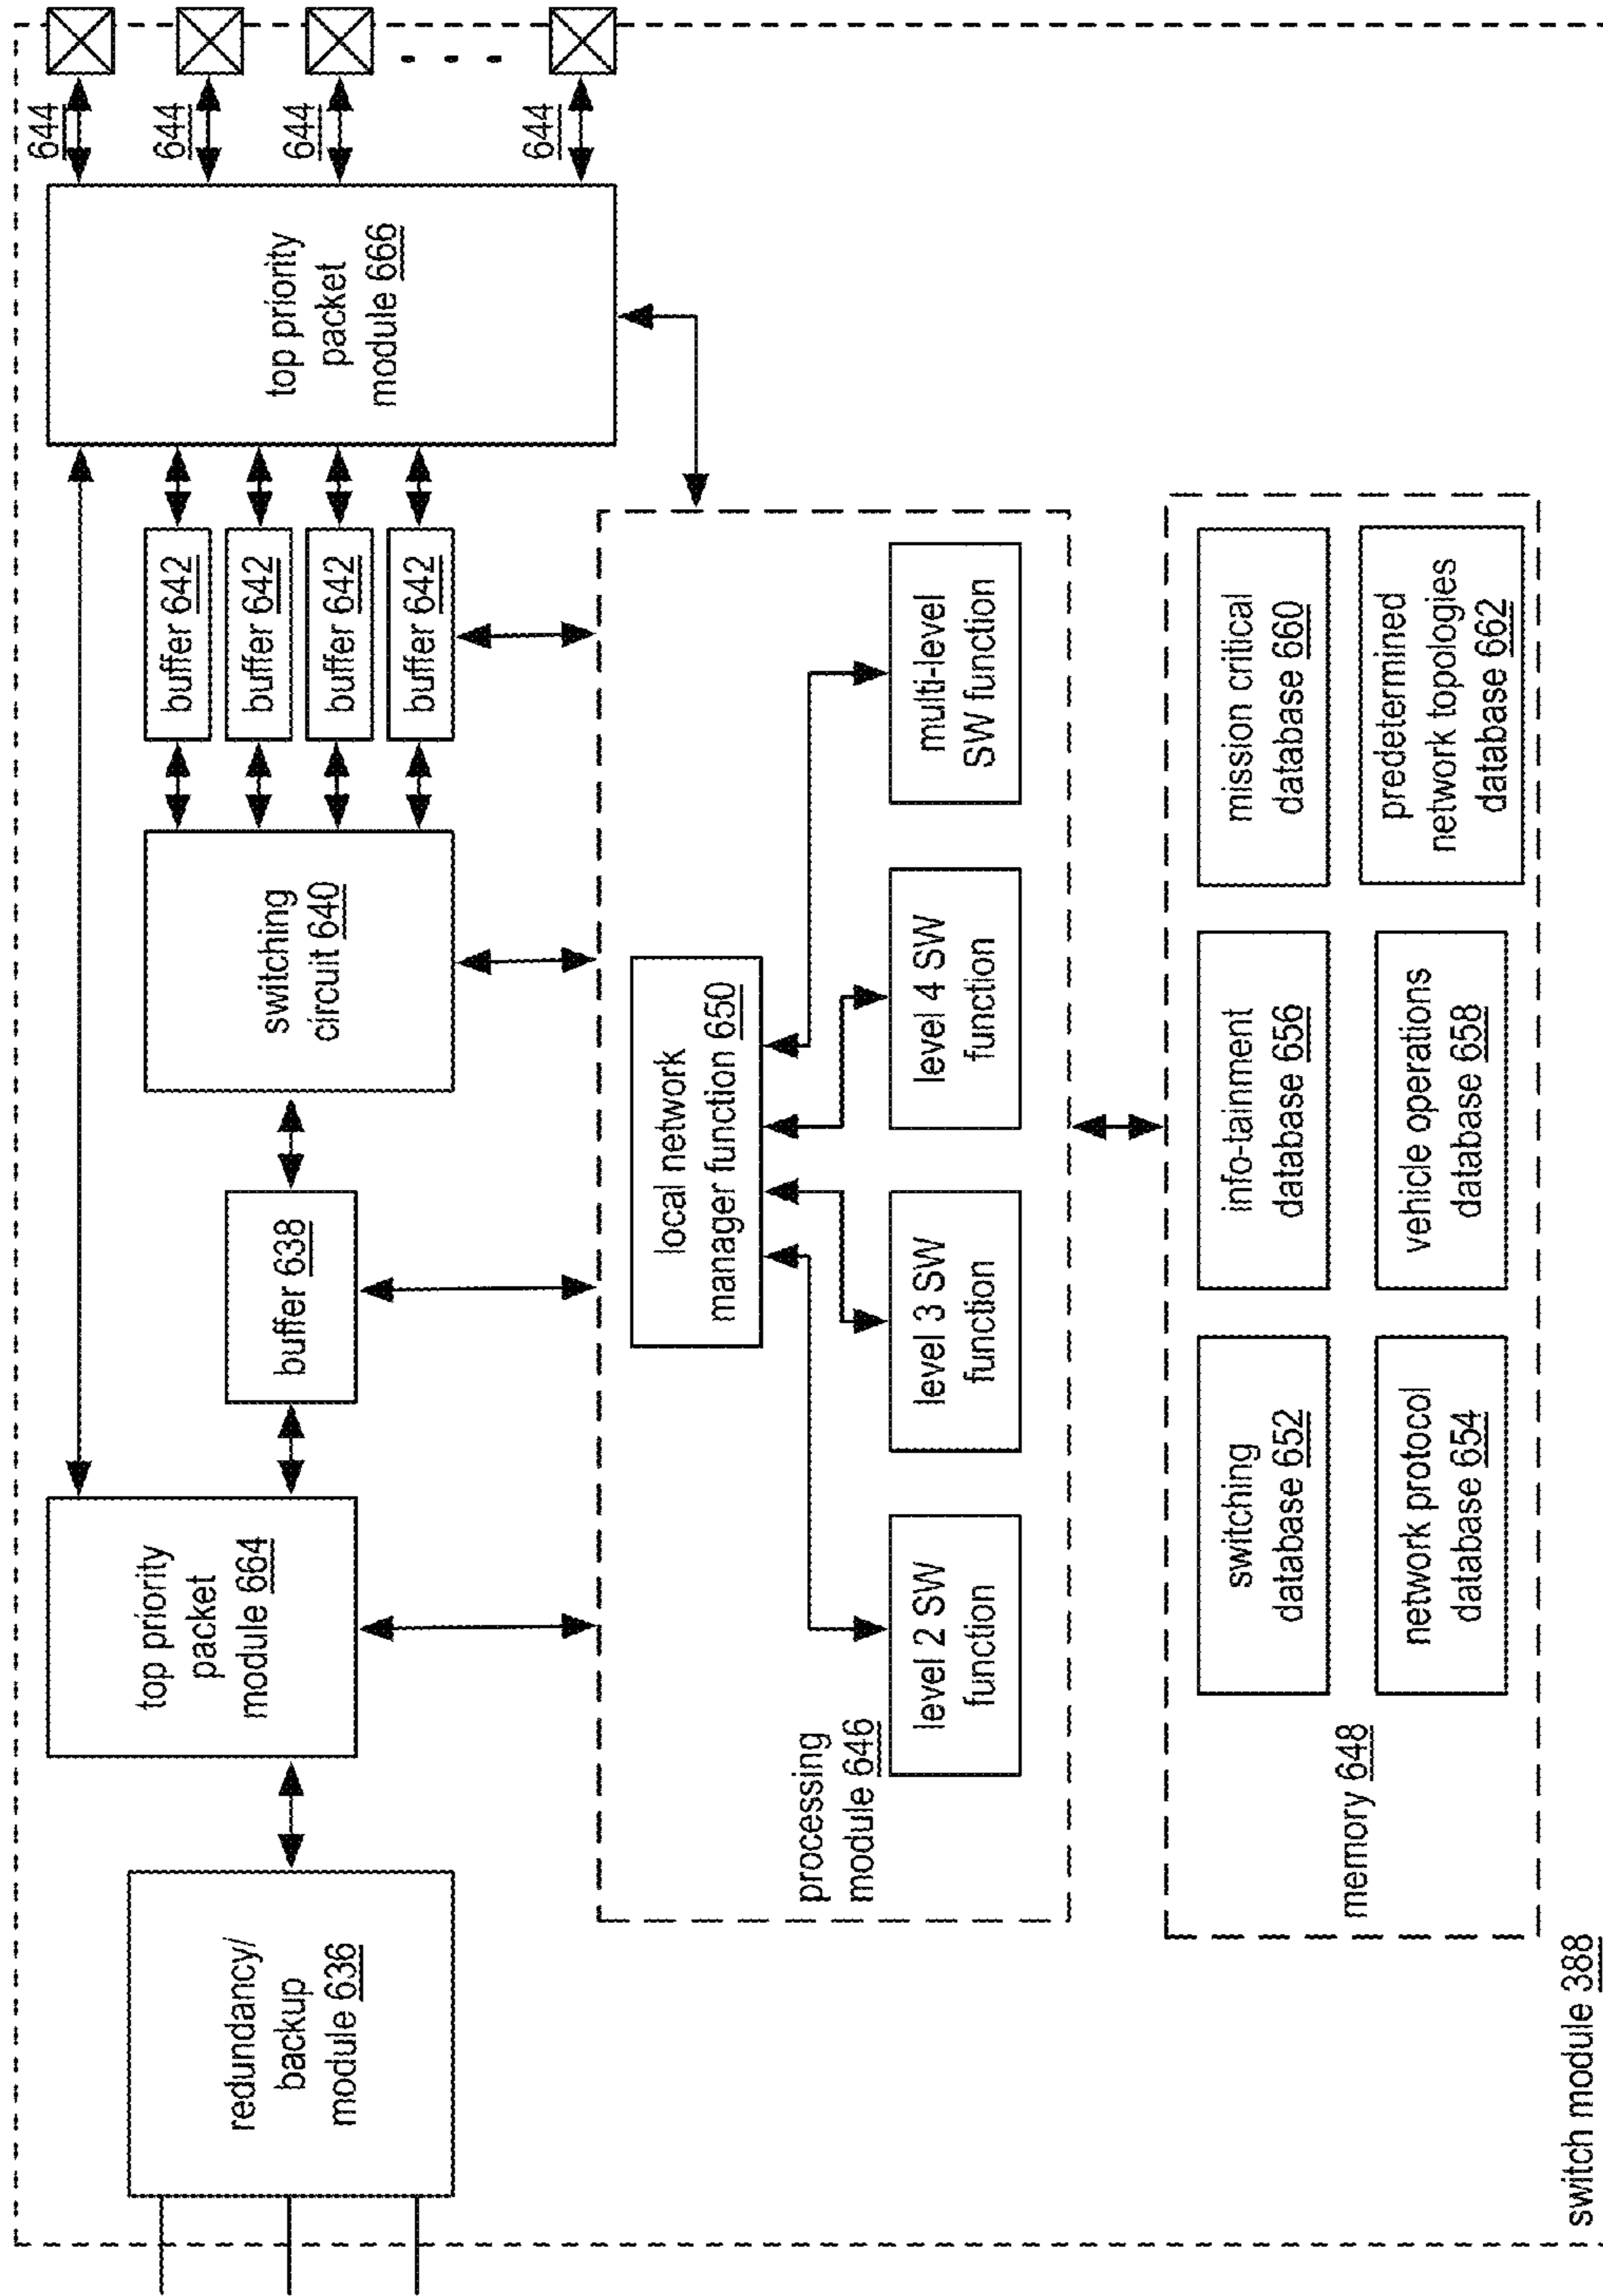 redundancy/
backup
module 636
top priority
packet
module 664
buffer 638
switching
circuit 640
buffer 642
buffer 642
buffer 642
buffer 642
top priority
packet
module 666
644
644
644
644
processing
module 646
local network
manager function 650
level 2 SW
function
level 3 SW
function
level 4 SW
function
multi-level
SW function
memory 648
switching
database 652
info-tainment
database 656
mission critical
database 660
network protocol
database 654
vehicle operations
database 658
predetermined
network topologies
database 662
switch module 388